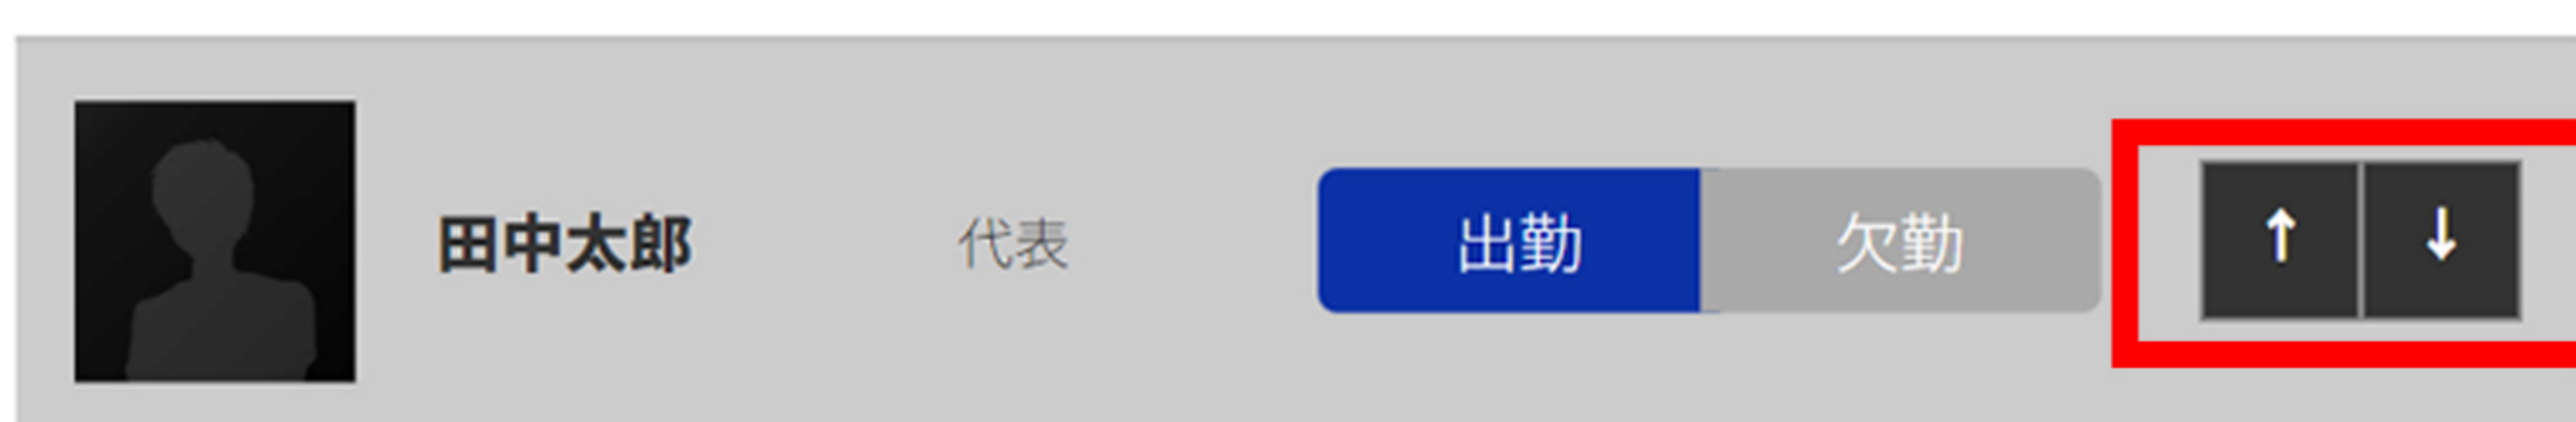 田中太郎 代表 出勤 欠勤 ↑ ↓